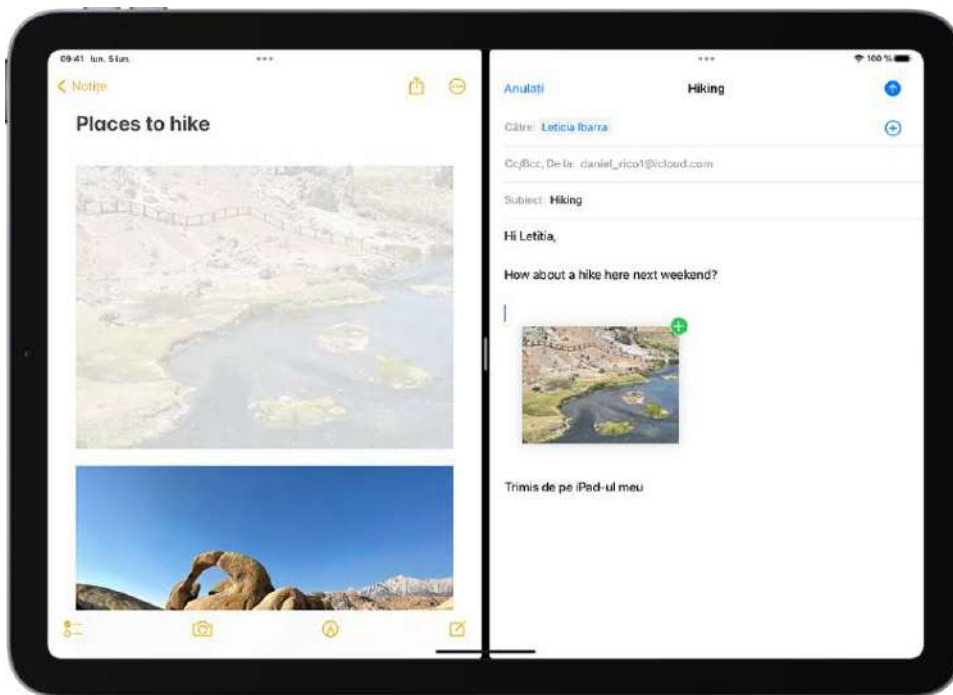 09:41 lun. 5 iun.
100 %
Notițe
Places to hike
Anulați
Hiking
Către: Leticia Ibarra
Cc/Bcc, De la: daniel_rico1@icloud.com
Subiect: Hiking
Hi Letitia,
How about a hike here next weekend?
Trimis de pe iPad-ul meu